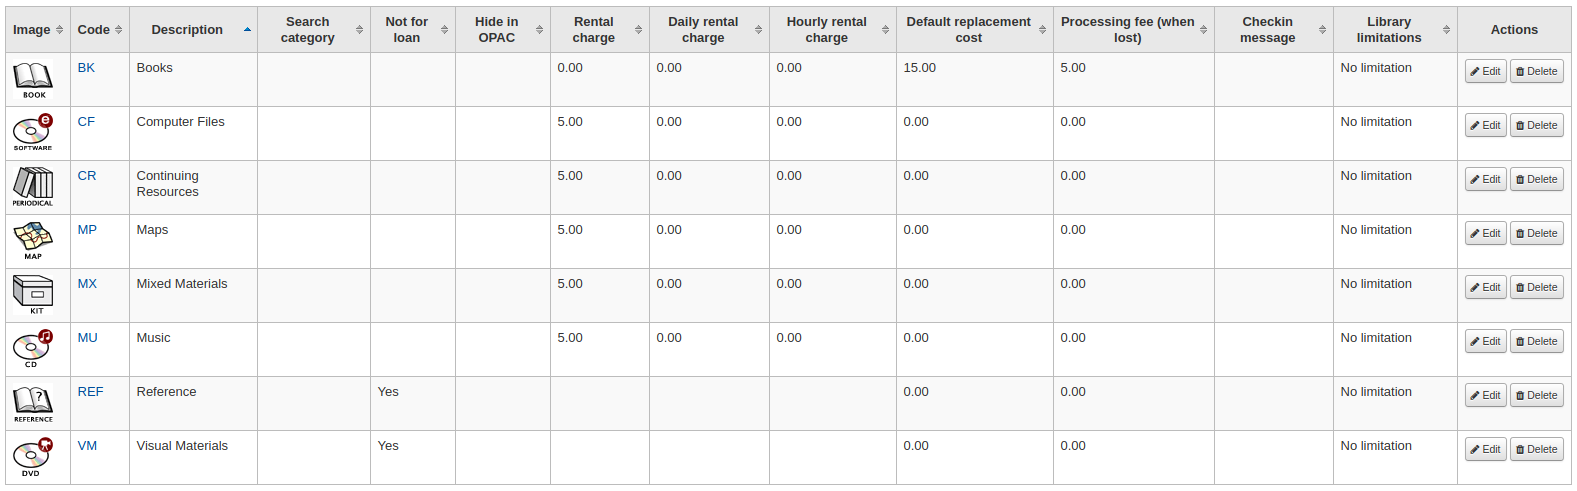 Image Code Description Search category Not for loan Hide in OPAC Rental charge Daily rental charge Hourly rental charge Default replacement cost Processing fee (when lost) Checkin message Library limitations Actions
BOOK BK Books 0.00 0.00 0.00 15.00 5.00 No limitation Edit Delete
SOFTWARE CF Computer Files 5.00 0.00 0.00 0.00 0.00 No limitation Edit Delete
PERIODICAL CR Continuing Resources 5.00 0.00 0.00 0.00 0.00 No limitation Edit Delete
MAP MP Maps 5.00 0.00 0.00 0.00 0.00 No limitation Edit Delete
KIT MX Mixed Materials 5.00 0.00 0.00 0.00 0.00 No limitation Edit Delete
CD MU Music 5.00 0.00 0.00 0.00 0.00 No limitation Edit Delete
? REFERENCE REF Reference Yes 0.00 0.00 No limitation Edit Delete
DVD VM Visual Materials Yes 0.00 0.00 No limitation Edit Delete